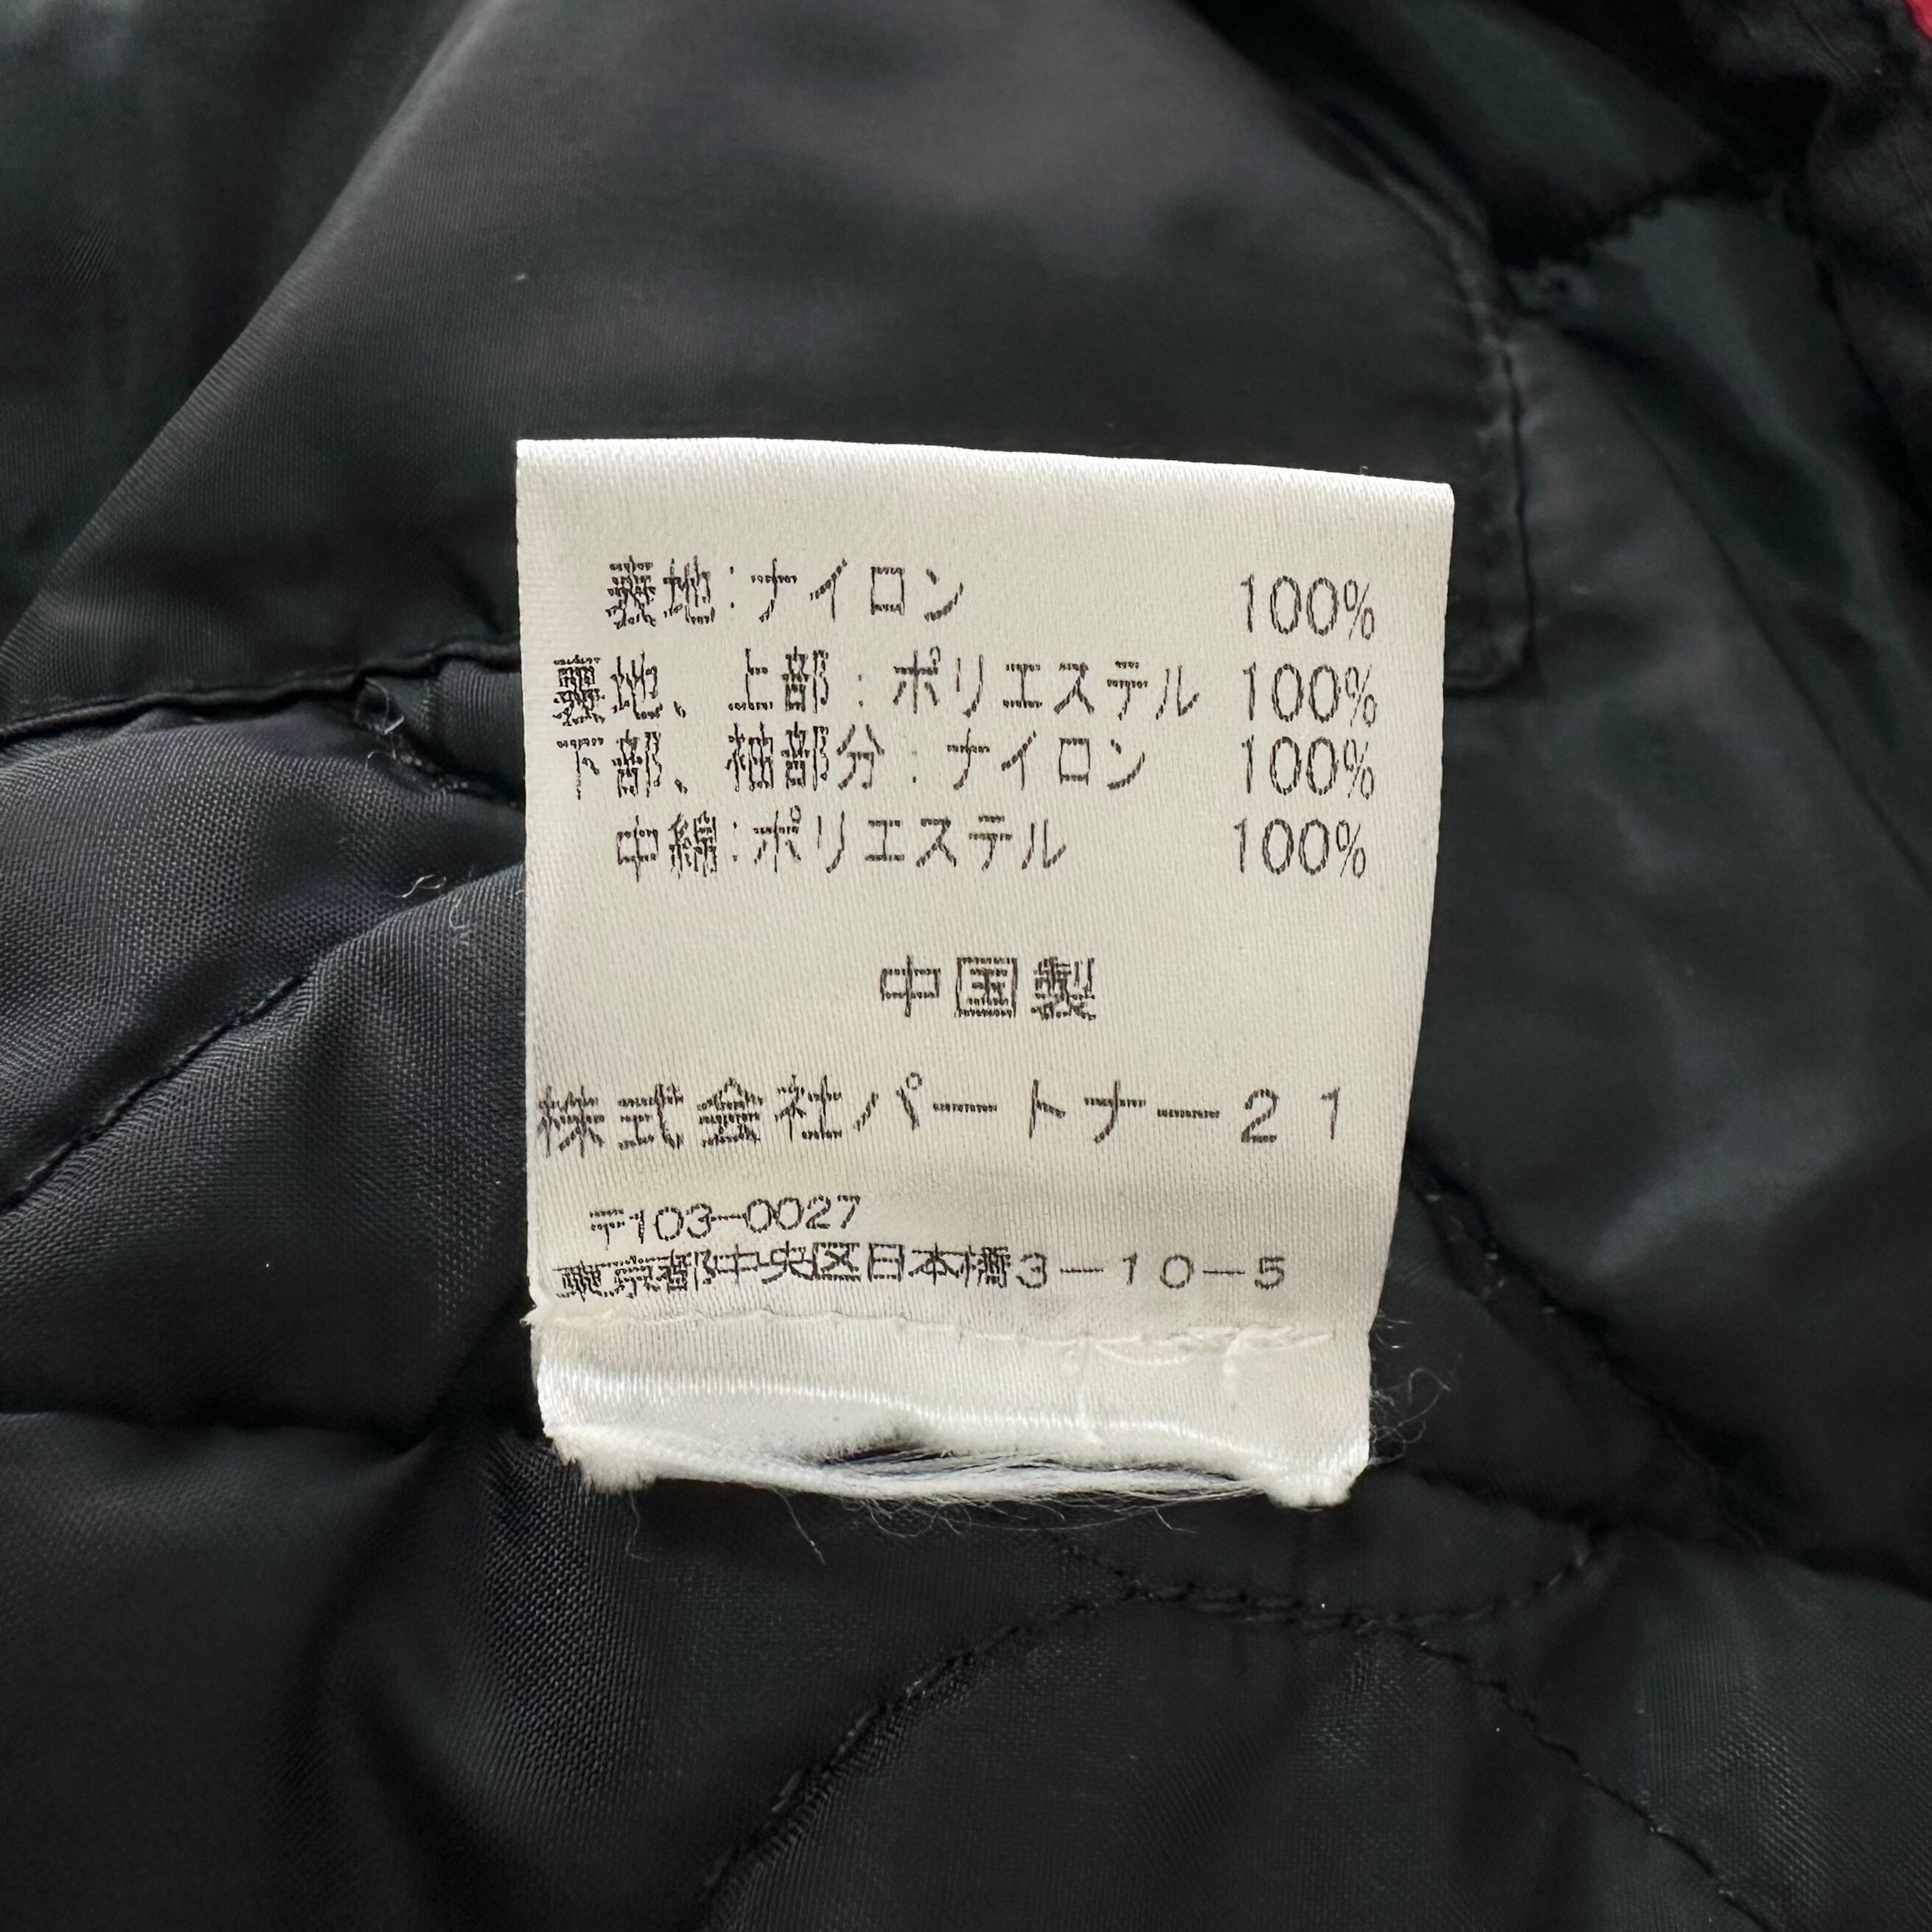 表地:ナイロン 100%
裏地、上部:ポリエステル 100%
下部、袖部分:ナイロン 100%
中綿:ポリエステル 100%
中国製
株式会社パートナー21
〒103-0027
東京都中央区日本橋3-10-5